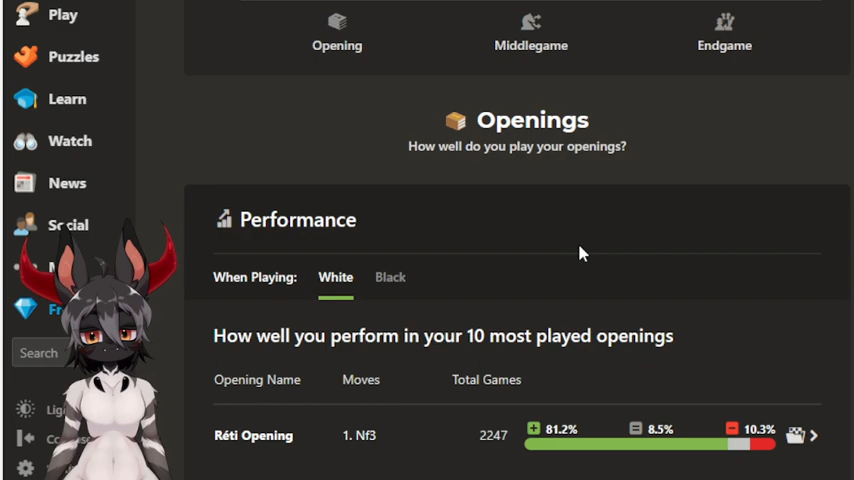 Play
Puzzles
Learn
Watch
News
Social
Search
Opening
Middlegame
Endgame
Openings
How well do you play your openings?
Performance
When Playing: White Black
How well you perform in your 10 most played openings
Opening Name Moves Total Games
Réti Opening 1. Nf3 2247 81.2% 8.5% 10.3%